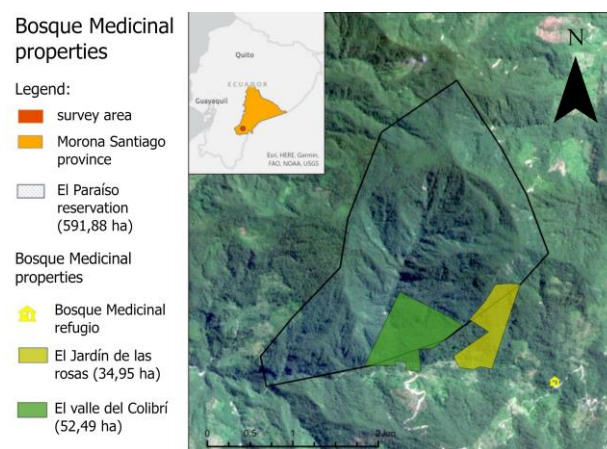 Bosque Medicinal
properties
Legend:
survey area
Morona Santiago
province
El Paraíso
reservation
(591,88 ha)
Bosque Medicinal
properties
Bosque Medicinal
refugio
El Jardín de las
rosas (34,95 ha)
El valle del Colibrí
(52,49 ha)
Quito
ECUADOR
Guayaquil
Esri, HERE, Garmin,
FAO, NOAA, USGS
N
0 0.5 1 2